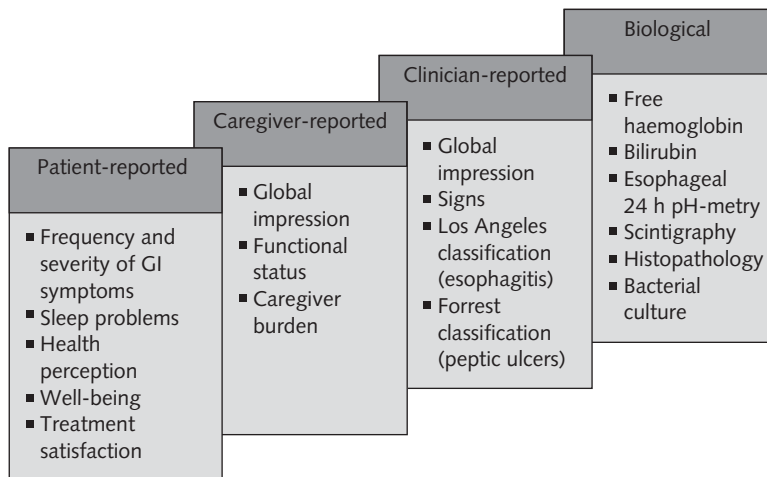 Patient-reported
■ Frequency and
severity of GI
symptoms
■ Sleep problems
■ Health
perception
■ Well-being
■ Treatment
satisfaction
Caregiver-reported
■ Global
impression
■ Functional
status
■ Caregiver
burden
Clinician-reported
■ Global
impression
■ Signs
■ Los Angeles
classification
(esophagitis)
■ Forrest
classification
(peptic ulcers)
Biological
■ Free
haemoglobin
■ Bilirubin
■ Esophageal
24 h pH-metry
■ Scintigraphy
■ Histopathology
■ Bacterial
culture